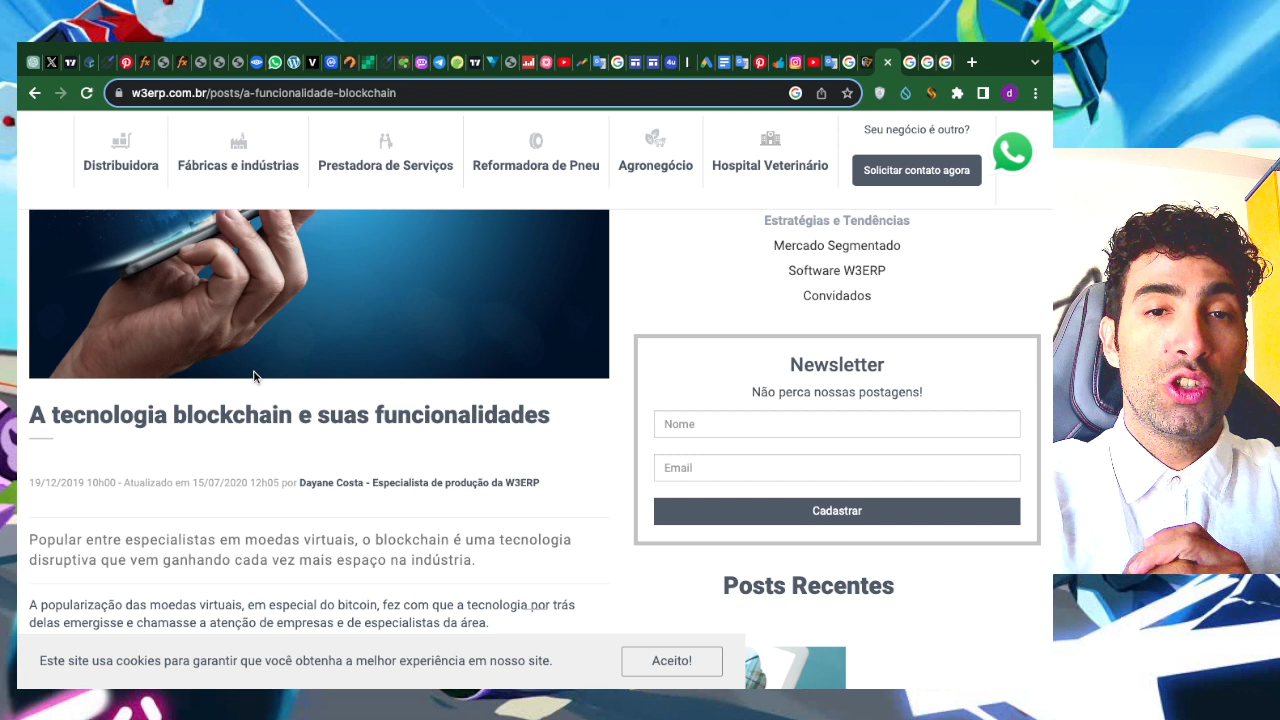 w3erp.com.br/posts/a-funcionalidade-blockchain
Distribuidora
Fábricas e indústrias
Prestadora de Serviços
Reformadora de Pneu
Agronegócio
Hospital Veterinário
Seu negócio é outro?
Solicitar contato agora
Estratégias e Tendências
Mercado Segmentado
Software W3ERP
Convidados
Newsletter
Não perca nossas postagens!
Nome
Email
Cadastrar
Posts Recentes
A tecnologia blockchain e suas funcionalidades
19/12/2019 10h00 - Atualizado em 15/07/2020 12h05 por Dayane Costa - Especialista de produção da W3ERP
Popular entre especialistas em moedas virtuais, o blockchain é uma tecnologia
disruptiva que vem ganhando cada vez mais espaço na indústria.
A popularização das moedas virtuais, em especial do bitcoin, fez com que a tecnologia por trás
delas emergisse e chamasse a atenção de empresas e de especialistas da área.
Este site usa cookies para garantir que você obtenha a melhor experiência em nosso site.
Aceito!